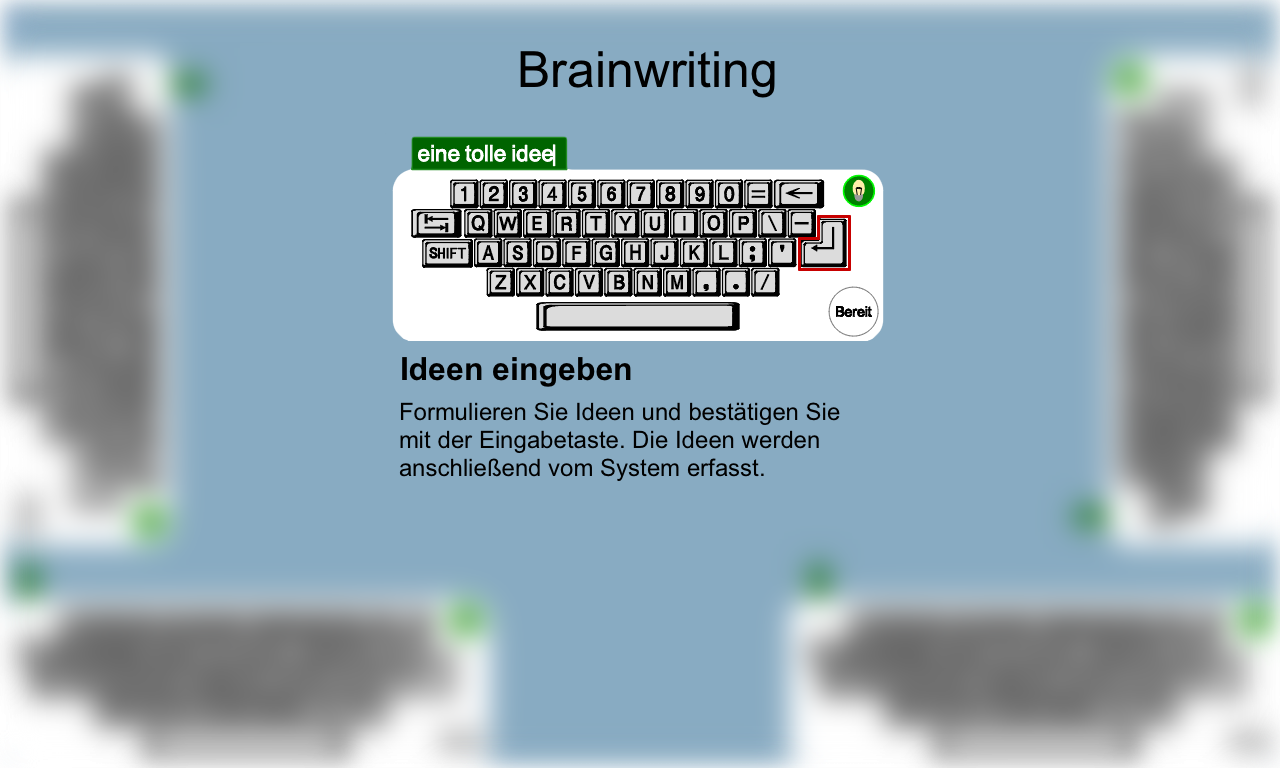 Brainwriting
eine tolle idee
1 2 3 4 5 6 7 8 9 0 =
Q W E R T Y U I O P \ -
SHIFT A S D F G H J K L ; '
Z X C V B N M , . /
Bereit
Ideen eingeben
Formulieren Sie Ideen und bestätigen Sie
mit der Eingabetaste. Die Ideen werden
anschließend vom System erfasst.